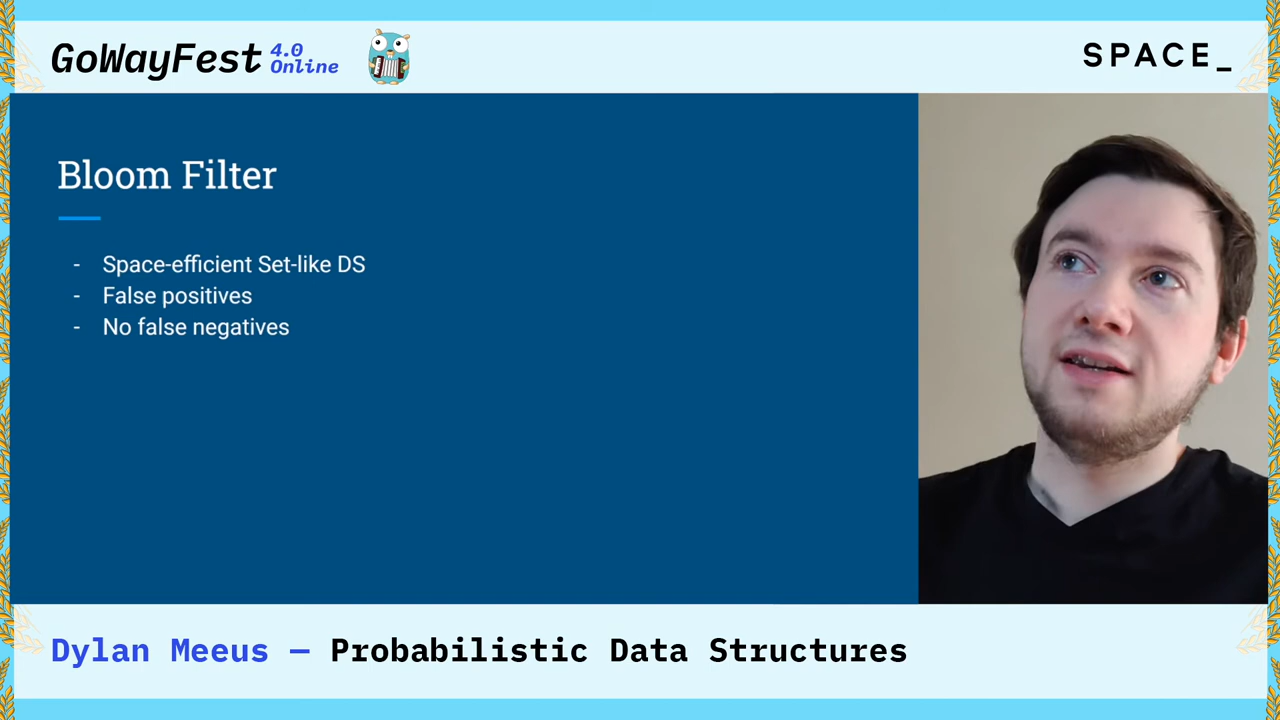 GoWayFest 4.0 Online
SPACE_
Bloom Filter
- Space-efficient Set-like DS
- False positives
- No false negatives
Dylan Meeus — Probabilistic Data Structures